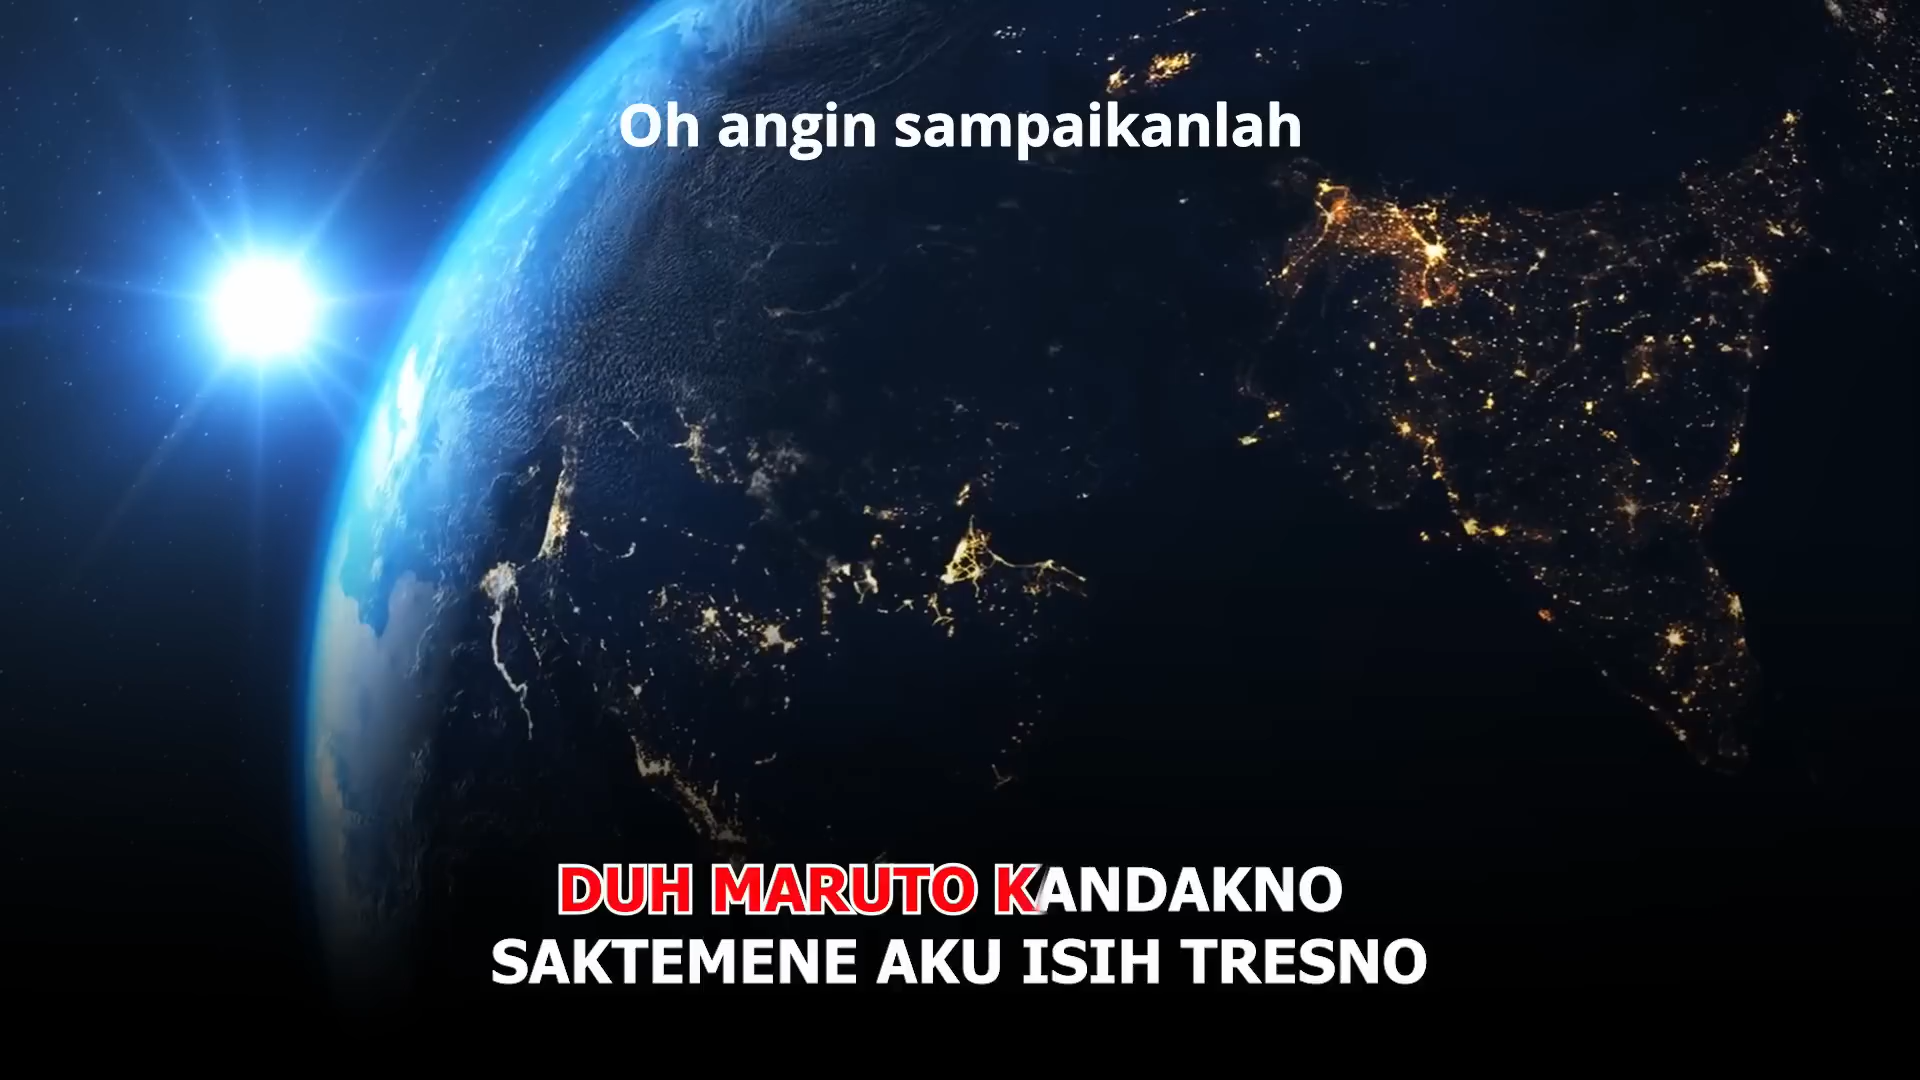 Oh angin sampaikanlah
DUH MARUTO KANDAKNO
SAKTEMENE AKU ISIH TRESNO